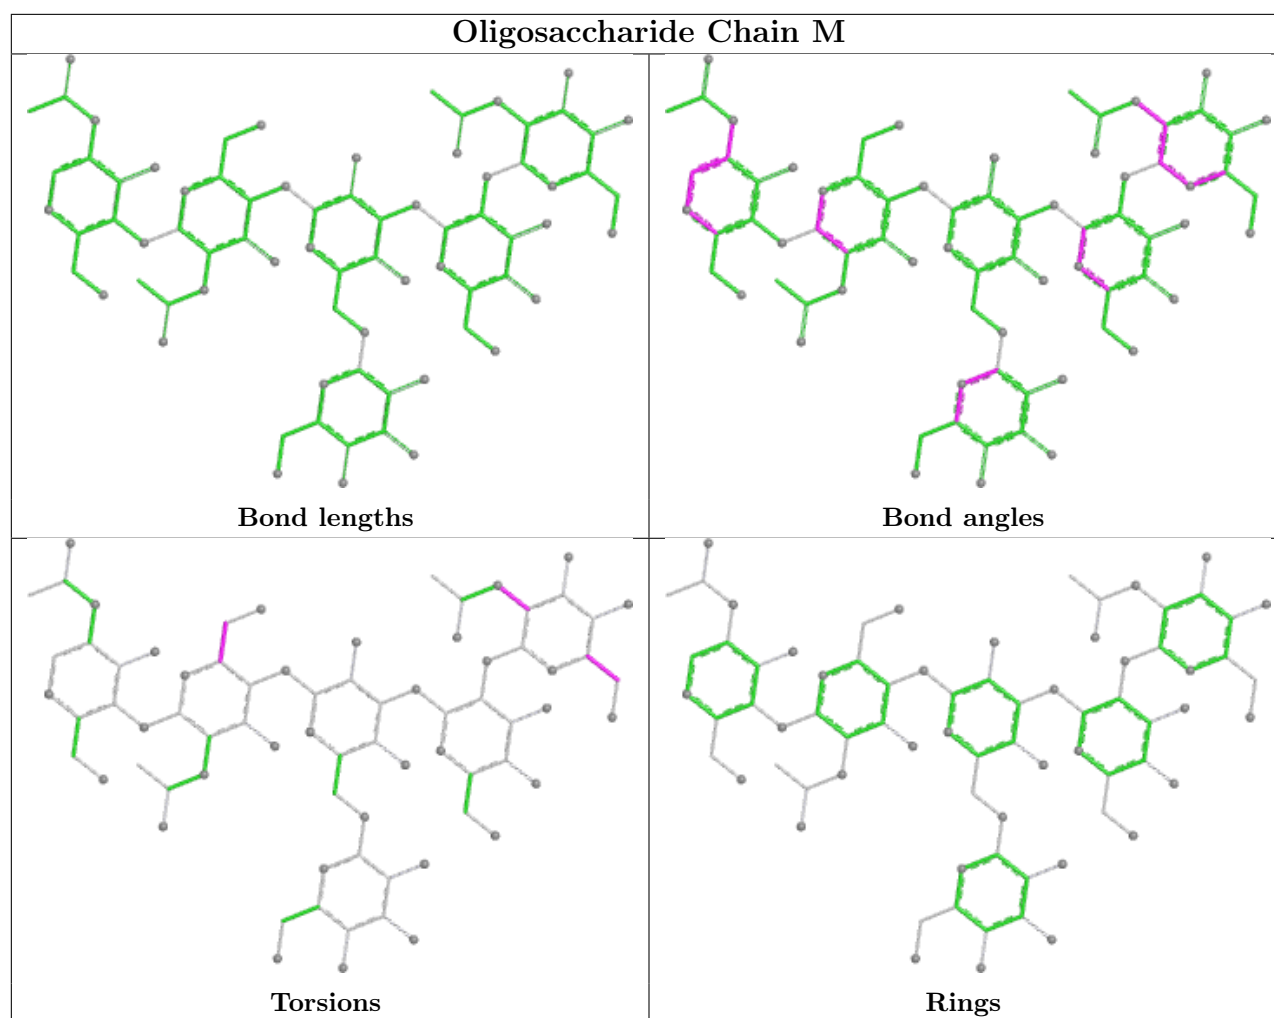 Oligosaccharide Chain M
Bond lengths
Bond angles
Torsions
Rings